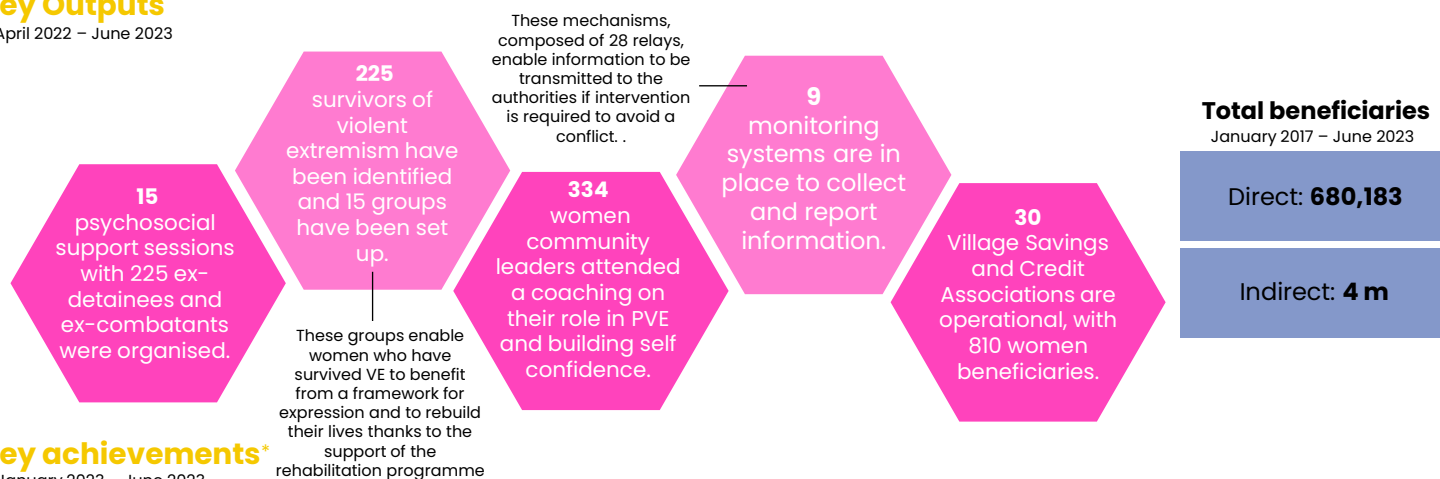 ey Outputs
April 2022 – June 2023
15
psychosocial
support sessions
with 225 ex-
detainees and
ex-combatants
were organised.
225
survivors of
violent
extremism have
been identified
and 15 groups
have been set
up.
These groups enable
women who have
survived VE to benefit
from a framework for
expression and to rebuild
their lives thanks to the
support of the
rehabilitation programme
These mechanisms,
composed of 28 relays,
enable information to be
transmitted to the
authorities if intervention
is required to avoid a
conflict. .
334
women
community
leaders attended
a coaching on
their role in PVE
and building self
confidence.
9
monitoring
systems are in
place to collect
and report
information.
30
Village Savings
and Credit
Associations are
operational, with
810 women
beneficiaries.
Total beneficiaries
January 2017 – June 2023
Direct: 680,183
Indirect: 4 m
ey achievements*
January 2023 – June 2023